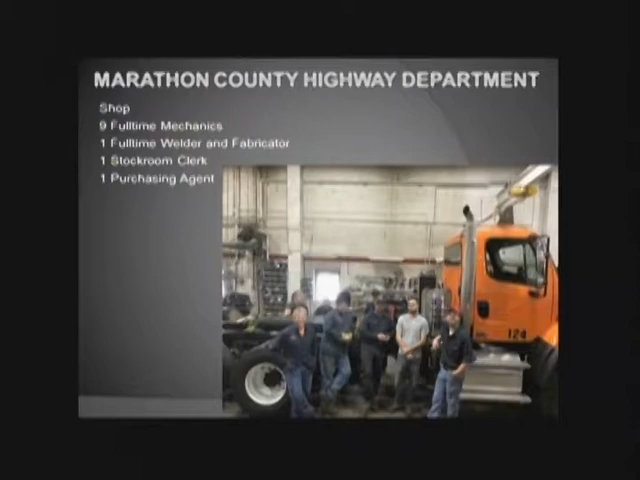 MARATHON COUNTY HIGHWAY DEPARTMENT
Shop
9 Fulltime Mechanics
1 Fulltime Welder and Fabricator
1 Stockroom Clerk
1 Purchasing Agent
124